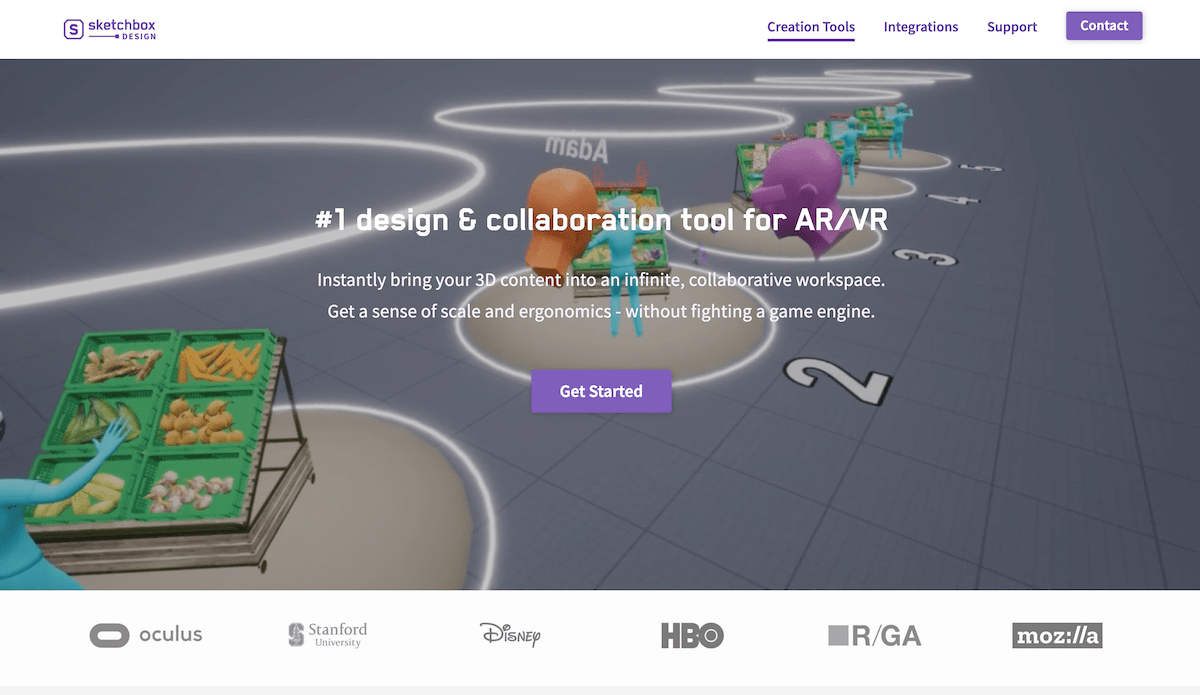 S sketchbox
DESIGN
Creation Tools
Integrations
Support
Contact
Adam
#1 design & collaboration tool for AR/VR
Instantly bring your 3D content into an infinite, collaborative workspace.
Get a sense of scale and ergonomics - without fighting a game engine.
Get Started
5
4
3
2
oculus
Stanford
University
Disney
HBO
R/GA
moz://a